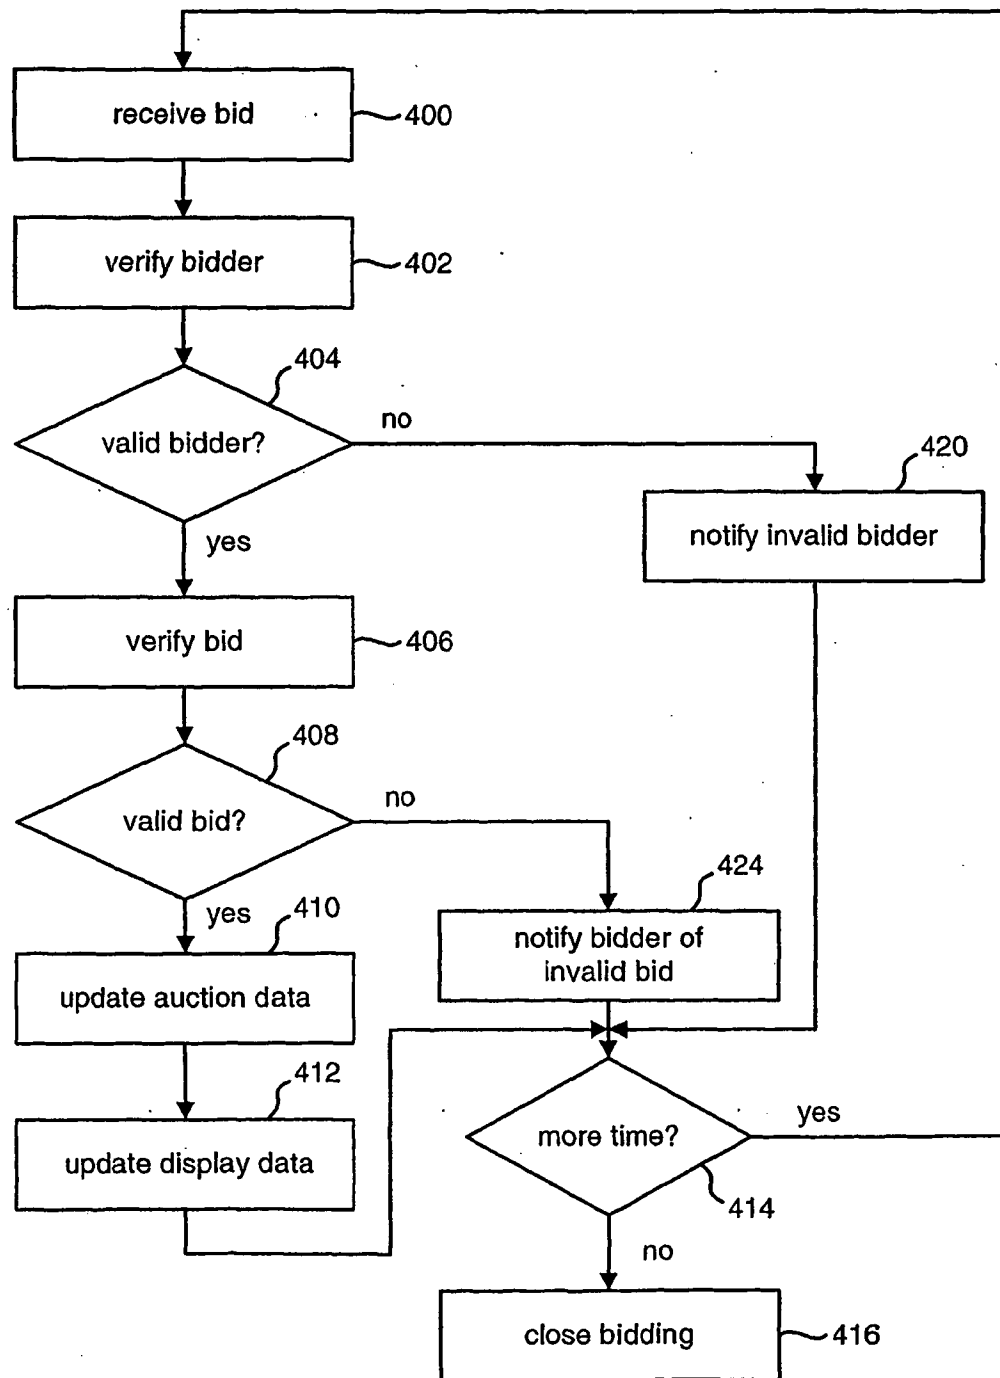 receive bid
400
verify bidder
402
404
valid bidder?
no
420
notify invalid bidder
yes
verify bid
406
408
valid bid?
no
424
notify bidder of
invalid bid
yes
410
update auction data
412
update display data
more time?
yes
414
no
close bidding
416